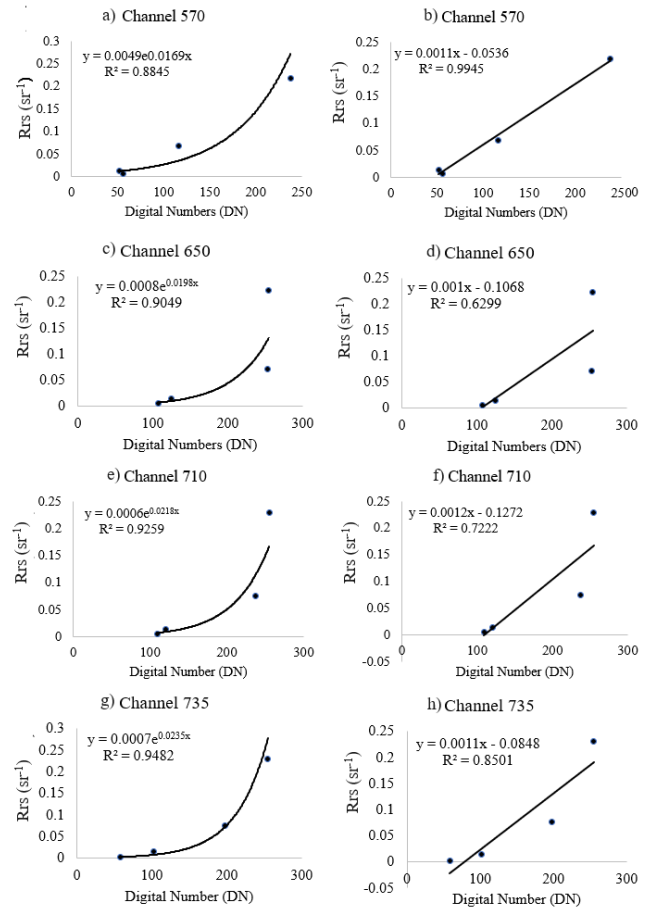 a) Channel 570
y = 0.0049e0.0169x
R² = 0.8845
0.3
0.25
0.2
0.15
0.1
0.05
0
0 50 100 150 200 250
Rrs (sr⁻¹)
Digital Numbers (DN)
b) Channel 570
y = 0.0011x - 0.0536
R² = 0.9945
0.25
0.2
0.15
0.1
0.05
0
0 50 100 150 200 2500
Rrs (sr⁻¹)
Digital Numbers (DN)
c) Channel 650
y = 0.0008e^0.0198x
R² = 0.9049
0.25
0.2
0.15
0.1
0.05
0
0 100 200 300
Rrs (sr⁻¹)
Digital Numbers (DN)
d) Channel 650
y = 0.001x - 0.1068
R² = 0.6299
0.25
0.2
0.15
0.1
0.05
0
0 100 200 300
Rrs (sr⁻¹)
Digital Numbers (DN)
e) Channel 710
y = 0.0006e^0.0218x
R² = 0.9259
0.25
0.2
0.15
0.1
0.05
0
0 100 200 300
Rrs (sr⁻¹)
Digital Number (DN)
f) Channel 710
y = 0.0012x - 0.1272
R² = 0.7222
0.25
0.2
0.15
0.1
0.05
0
-0.05
0 100 200 300
Rrs (sr⁻¹)
Digital Number (DN)
g) Channel 735
y = 0.0007e^0.0235x
R² = 0.9482
0.3
0.25
0.2
0.15
0.1
0.05
0
0 100 200 300
Rrs (sr⁻¹)
Digital Number (DN)
h) Channel 735
y = 0.0011x - 0.0848
R² = 0.8501
0.25
0.2
0.15
0.1
0.05
0
-0.05
0 100 200 300
Rrs (sr⁻¹)
Digital Number (DN)